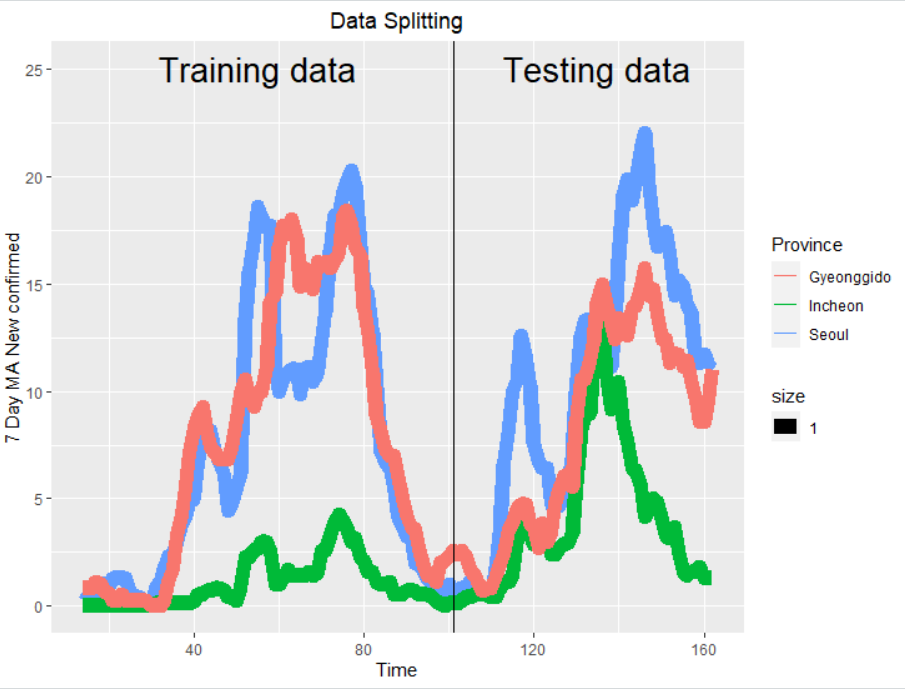 Data Splitting
Training data
Testing data
25
20
15
10
5
0
7 Day MA New confirmed
40
80
120
160
Time
Province
Gyeonggido
Incheon
Seoul
size
1